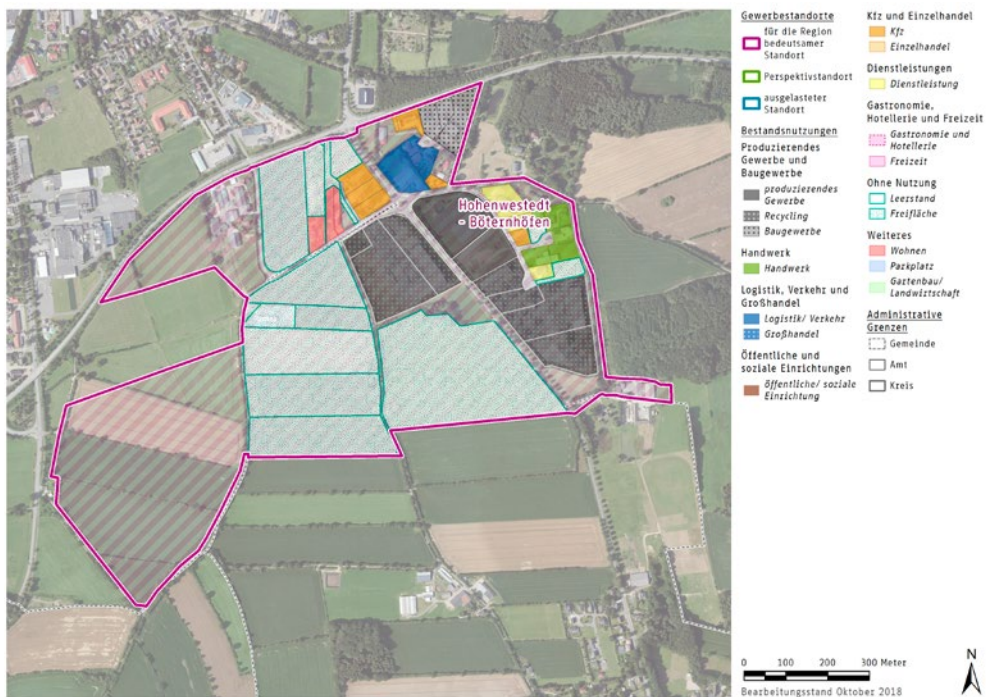 Hohenwestedt
- Böternhöfen
Gewerbestandorte
für die Region
bedeutsamer
Standort
Perspektivstandort
ausgelasteter
Standort
Bestandsnutzungen
Produzierendes
Gewerbe und
Baugewerbe
produzierendes
Gewerbe
Recycling
Baugewerbe
Handwerk
Handwerk
Logistik, Verkehr und
Großhandel
Logistik/ Verkehr
Großhandel
Öffentliche und
soziale Einrichtungen
öffentliche/ soziale
Einrichtung
Kfz und Einzelhandel
Kfz
Einzelhandel
Dienstleistungen
Dienstleistung
Gastronomie,
Hotellerie und Freizeit
Gastronomie und
Hotellerie
Freizeit
Ohne Nutzung
Leerstand
Freifläche
Weiteres
Wohnen
Parkplatz
Gartenbau/
Landwirtschaft
Administrative
Grenzen
Gemeinde
Amt
Kreis
N
0 100 200 300 Meter
Bearbeitungsstand Oktober 2018